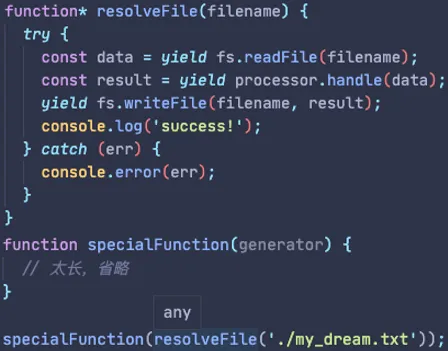 function* resolveFile(filename) {
try {
const data = yield fs.readFile(filename);
const result = yield processor.handle(data);
yield fs.writeFile(filename, result);
console.log('success!');
} catch (err) {
console.error(err);
}
}
function specialFunction(generator) {
// 太长，省略
}
any
specialFunction(resolveFile('./my_dream.txt'));